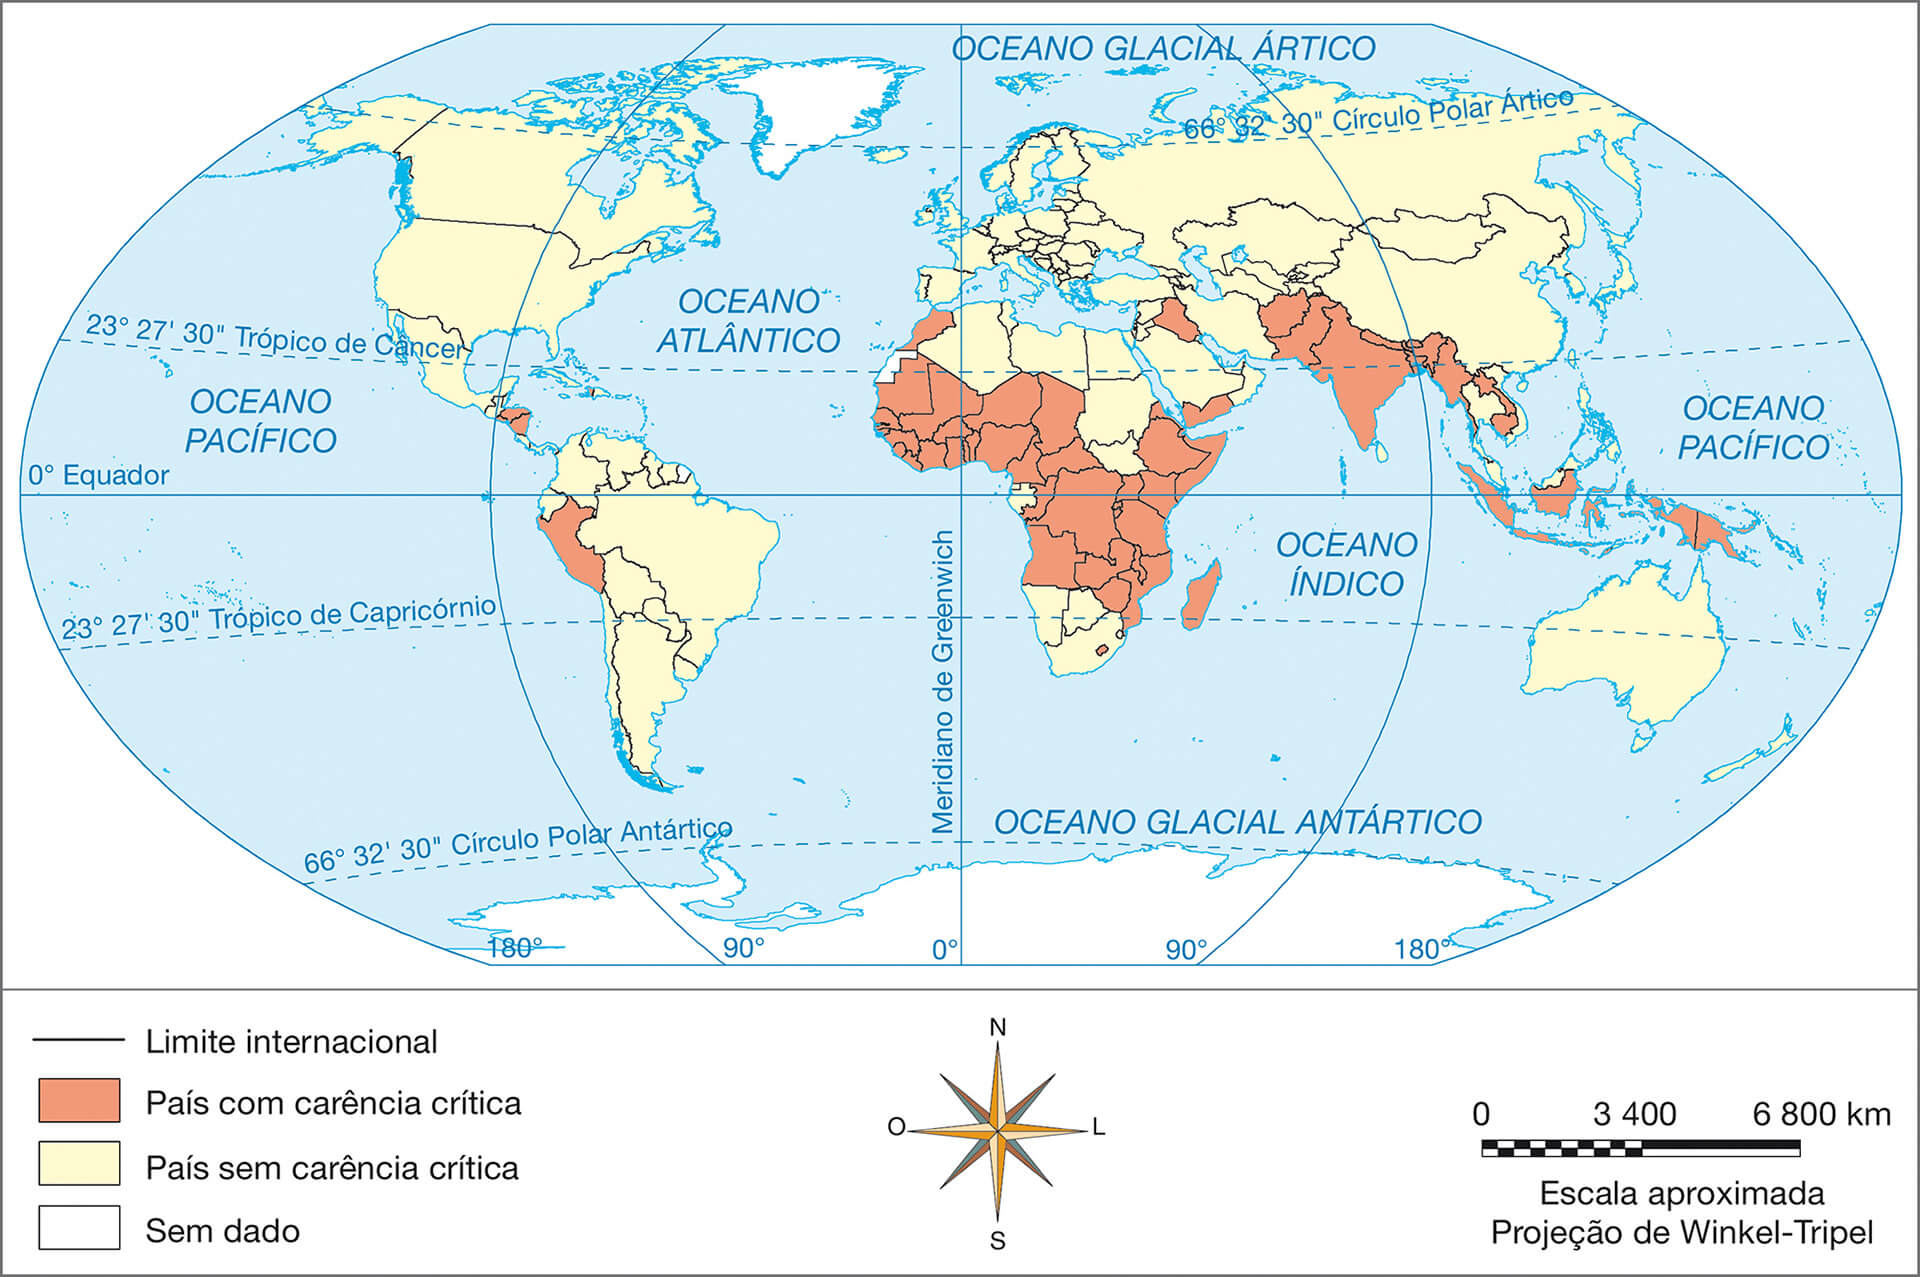 OCEANO GLACIAL ÁRTICO
66° 32' 30" Círculo Polar Ártico
OCEANO
ATLÂNTICO
23° 27' 30" Trópico de Câncer
OCEANO
PACÍFICO
OCEANO
PACÍFICO
0° Equador
OCEANO
ÍNDICO
Meridiano de Greenwich
23° 27' 30" Trópico de Capricórnio
OCEANO GLACIAL ANTÁRTICO
66° 32' 30" Círculo Polar Antártico
180°
90°
0°
90°
180°
Limite internacional
País com carência crítica
País sem carência crítica
Sem dado
N
O
L
S
0 3 400 6 800 km
Escala aproximada
Projeção de Winkel-Tripel